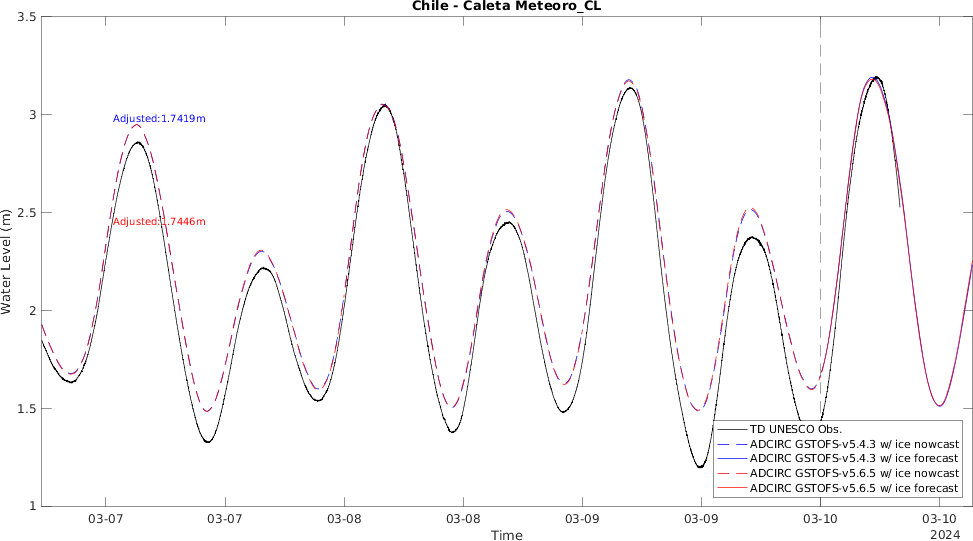 Chile - Caleta Meteoro_CL
3.5
3
2.5
2
1.5
1
Water Level (m)
Adjusted:1.7419m
Adjusted:1.7446m
TD UNESCO Obs.
ADCIRC GSTOFS-v5.4.3 w/ ice nowcast
ADCIRC GSTOFS-v5.4.3 w/ ice forecast
ADCIRC GSTOFS-v5.6.5 w/ ice nowcast
ADCIRC GSTOFS-v5.6.5 w/ ice forecast
03-07 03-07 03-08 03-08 03-09 03-09 03-10 03-10
2024
Time